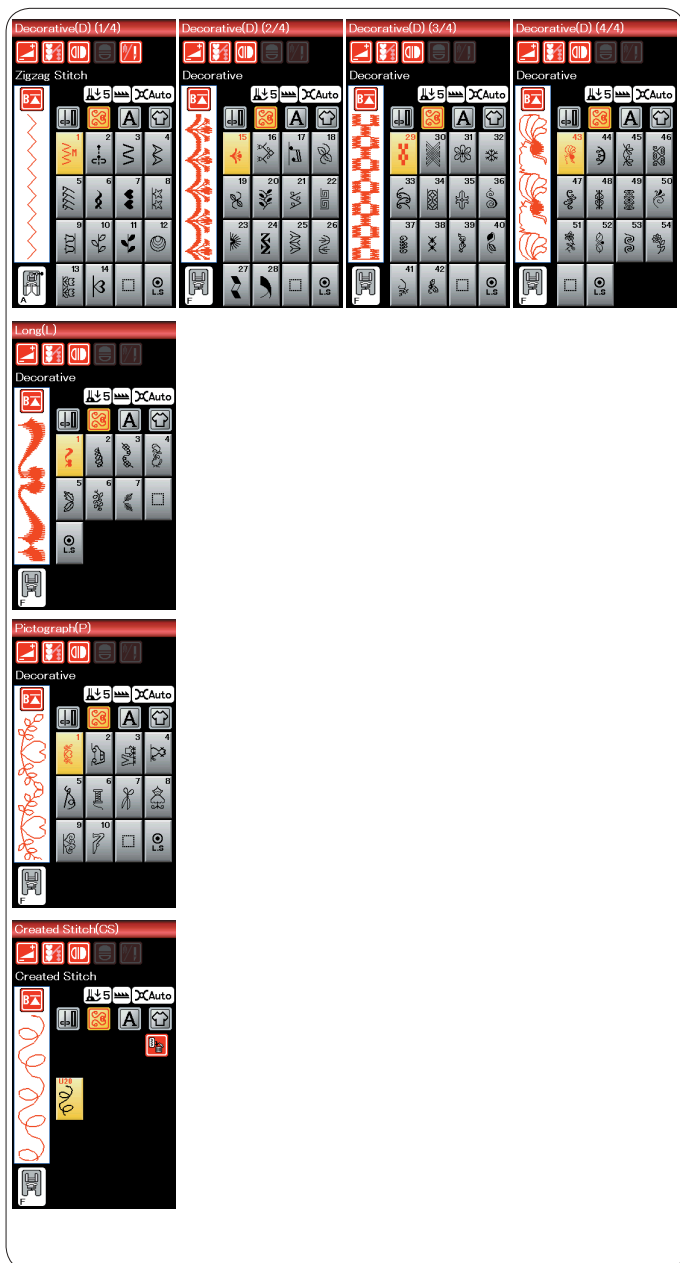 Decorative(D) (1/4)
Zigzag Stitch
B 5 Auto
A
1 M 2 3 4
5 6 7 8
9 10 11 12
13 14 L.S
A
Decorative(D) (2/4)
Decorative
B 5 Auto
A
15 16 17 18
19 20 21 22
23 24 25 26
27 28 L.S
F
Decorative(D) (3/4)
Decorative
B 5 Auto
A
29 30 31 32
33 34 35 36
37 38 39 40
41 42 L.S
F
Decorative(D) (4/4)
Decorative
B 5 Auto
A
43 44 45 46
47 48 49 50
51 52 53 54
L.S
F
Long(L)
Decorative
B 5 Auto
A
1 2 3 4
5 6 7
L.S
F
Pictograph(P)
Decorative
B 5 Auto
A
1 2 3 4
5 6 7 8
9 10 L.S
F
Created Stitch(CS)
Created Stitch
B 5 Auto
A
U20
F